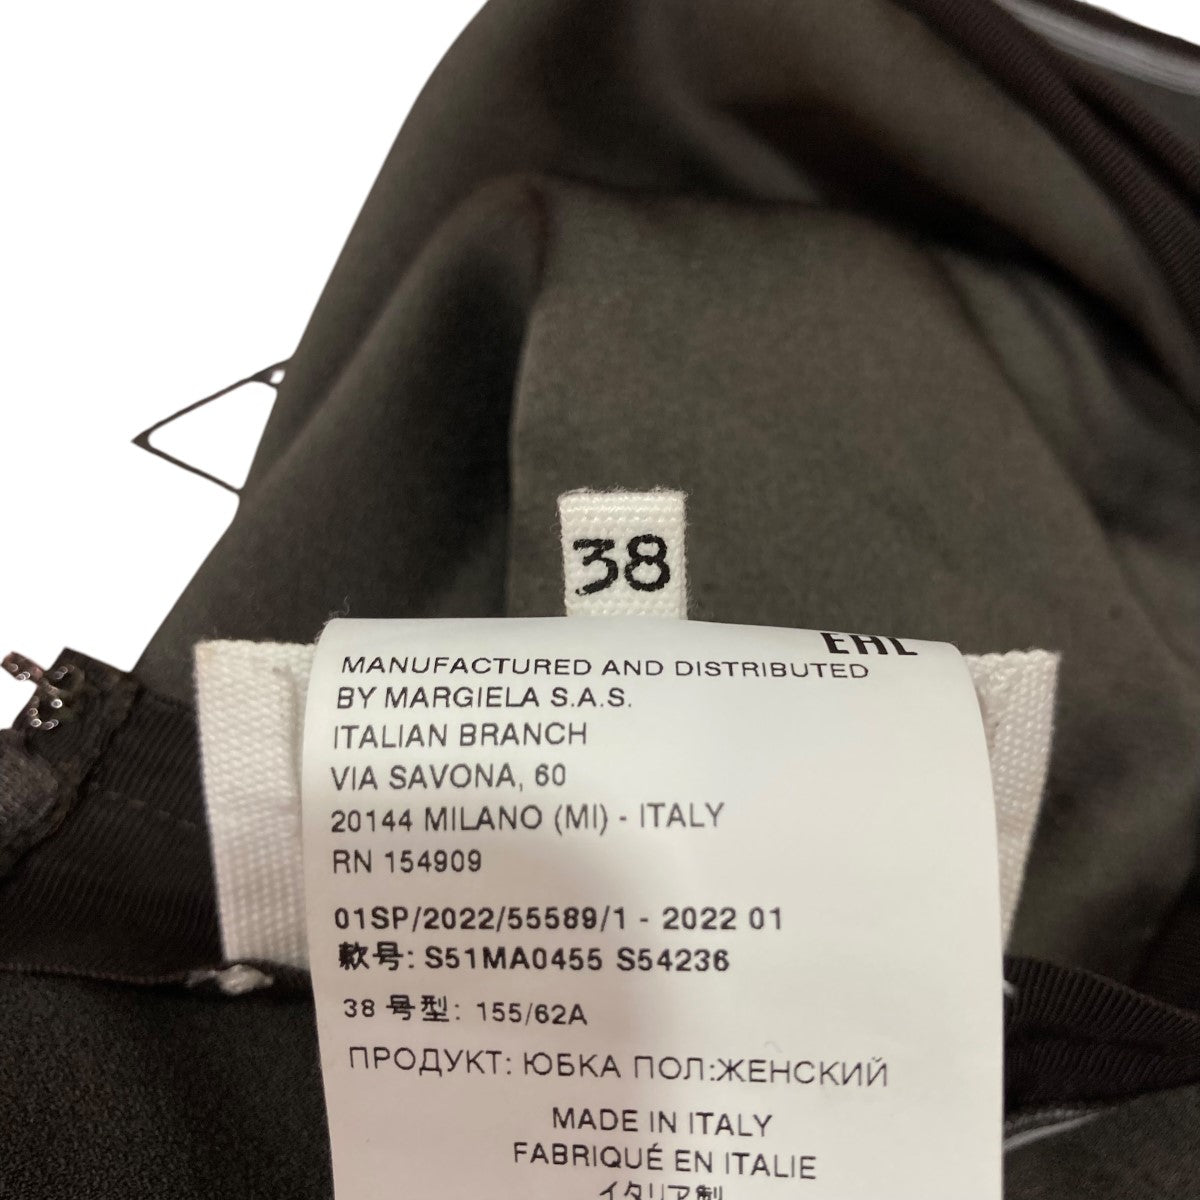 38
EAC
MANUFACTURED AND DISTRIBUTED
BY MARGIELA S.A.S.
ITALIAN BRANCH
VIA SAVONA, 60
20144 MILANO (MI) - ITALY
RN 154909
01SP/2022/55589/1 - 2022 01
款号: S51MA0455 S54236
38 号型: 155/62A
ПРОДУКТ: ЮБКА ПОЛ:ЖЕНСКИЙ
MADE IN ITALY
FABRIQUÉ EN ITALIE
イタリア製